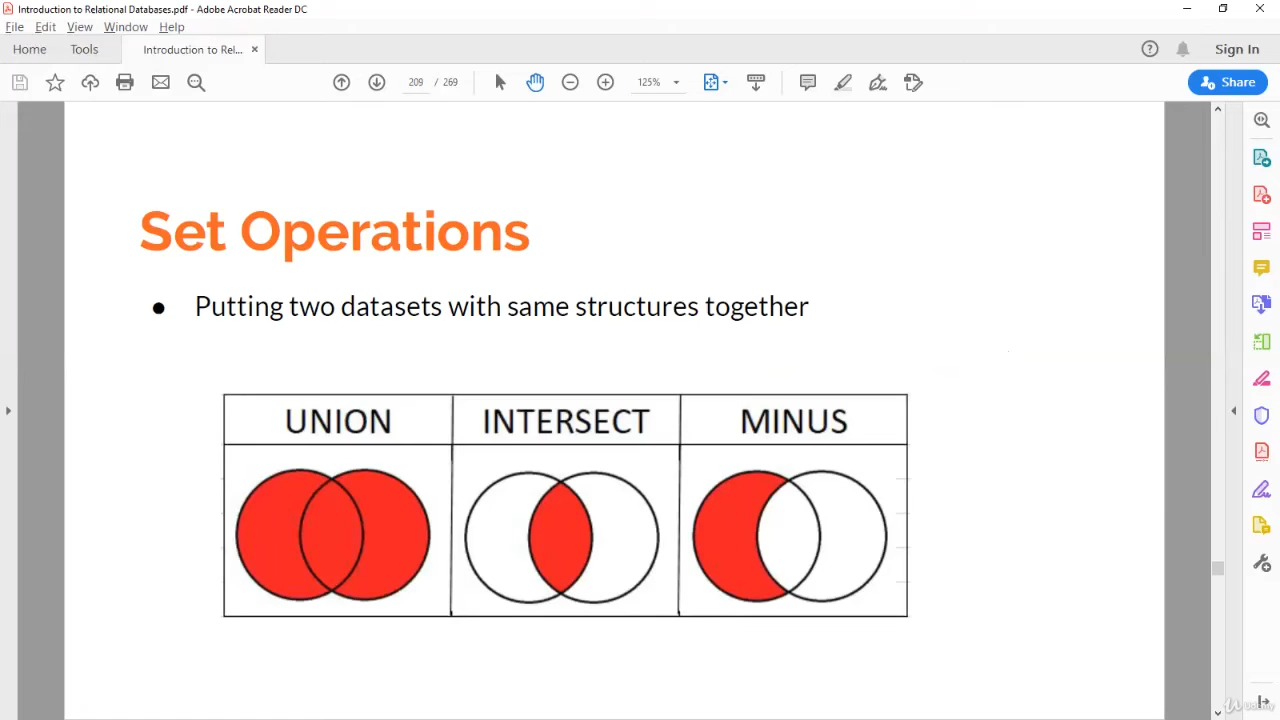 Introduction to Relational Databases.pdf - Adobe Acrobat Reader DC
File Edit View Window Help
Home Tools Introduction to Rel... × Sign In
209 / 269 125% Share
Set Operations
● Putting two datasets with same structures together
UNION INTERSECT MINUS
Udemy